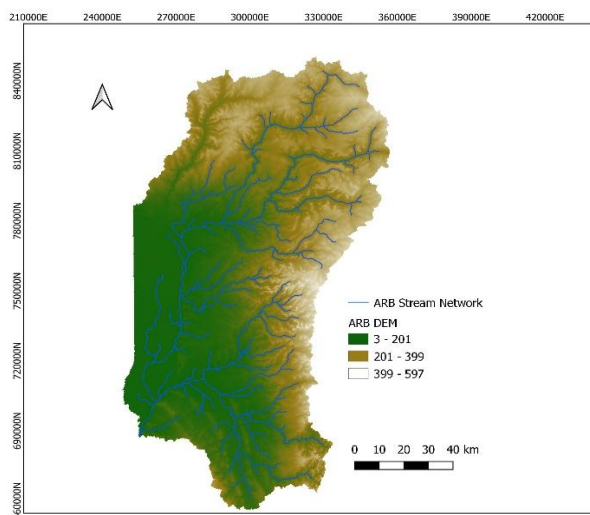 2100000E 240000E 270000E 300000E 330000E 360000E 390000E 420000E
840000N
810000N
780000N
750000N
720000N
690000N
60000N
ARB Stream Network
ARB DEM
3 - 201
201 - 399
399 - 597
0 10 20 30 40 km